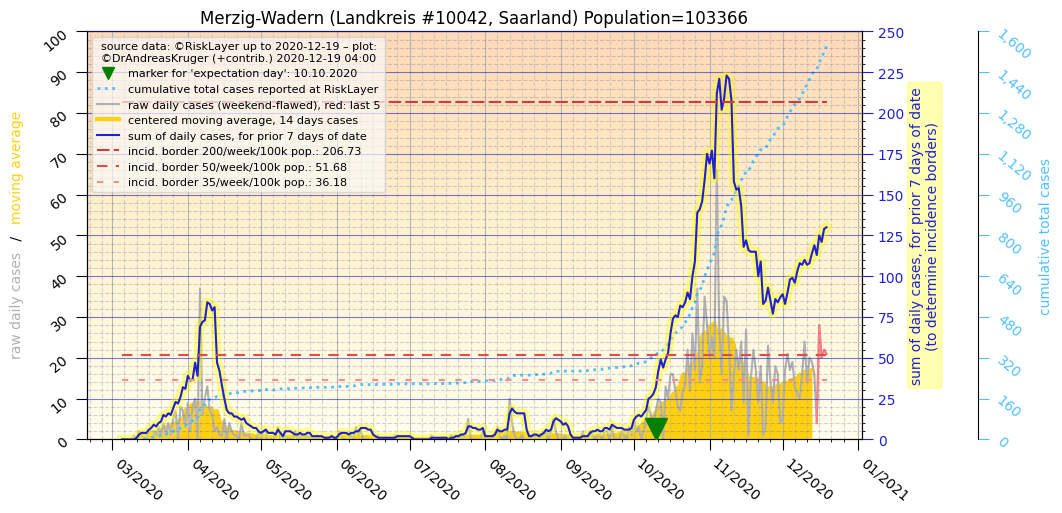 Merzig-Wadern (Landkreis #10042, Saarland) Population=103366
source data: ©RiskLayer up to 2020-12-19 – plot:
©DrAndreasKruger (+contrib.) 2020-12-19 04:00
marker for 'expectation day': 10.10.2020
cumulative total cases reported at RiskLayer
raw daily cases (weekend-flawed), red: last 5
centered moving average, 14 days cases
sum of daily cases, for prior 7 days of date
incid. border 200/week/100k pop.: 206.73
incid. border 50/week/100k pop.: 51.68
incid. border 35/week/100k pop.: 36.18
raw daily cases / moving average
100
90
80
70
60
50
40
30
20
10
0
03/2020
04/2020
05/2020
06/2020
07/2020
08/2020
09/2020
10/2020
11/2020
12/2020
01/2021
250
225
200
175
150
125
100
75
50
25
0
sum of daily cases, for prior 7 days of date
(to determine incidence borders)
1,600
1,440
1,280
1,120
960
800
640
480
320
160
0
cumulative total cases